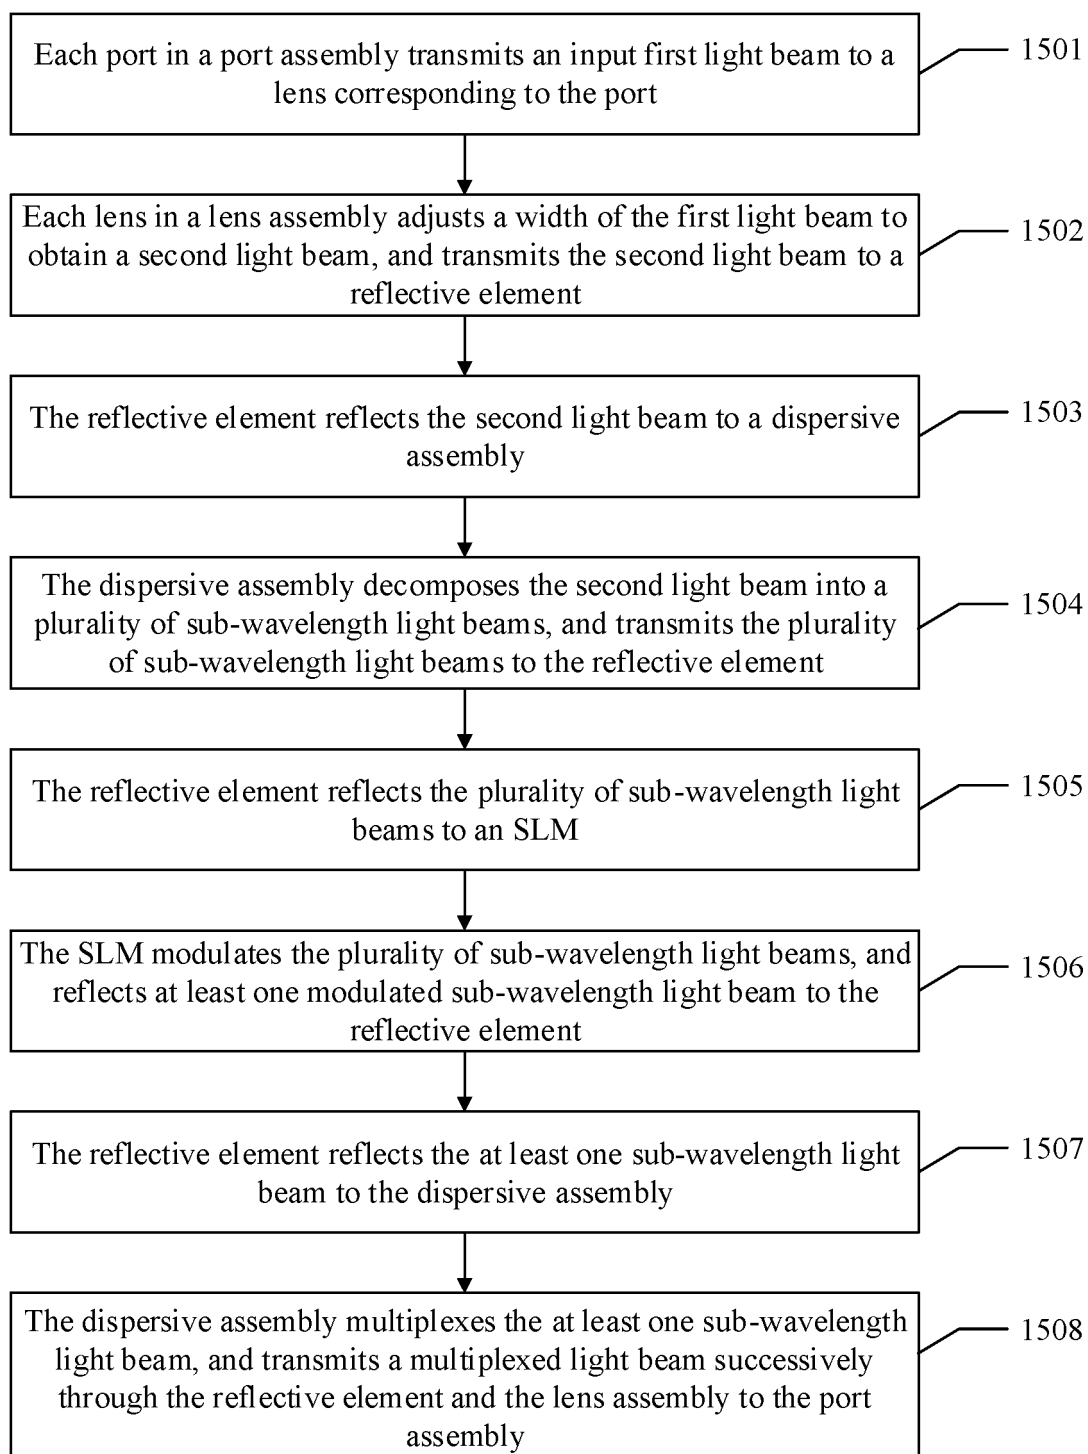 Each port in a port assembly transmits an input first light beam to a
lens corresponding to the port
1501
Each lens in a lens assembly adjusts a width of the first light beam to
obtain a second light beam, and transmits the second light beam to a
reflective element
1502
The reflective element reflects the second light beam to a dispersive
assembly
1503
The dispersive assembly decomposes the second light beam into a
plurality of sub-wavelength light beams, and transmits the plurality
of sub-wavelength light beams to the reflective element
1504
The reflective element reflects the plurality of sub-wavelength light
beams to an SLM
1505
The SLM modulates the plurality of sub-wavelength light beams, and
reflects at least one modulated sub-wavelength light beam to the
reflective element
1506
The reflective element reflects the at least one sub-wavelength light
beam to the dispersive assembly
1507
The dispersive assembly multiplexes the at least one sub-wavelength
light beam, and transmits a multiplexed light beam successively
through the reflective element and the lens assembly to the port
assembly
1508